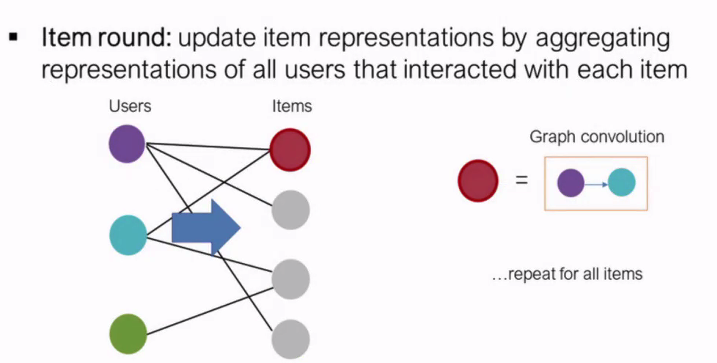 ▪ Item round: update item representations by aggregating
representations of all users that interacted with each item
Users
Items
Graph convolution
=
...repeat for all items